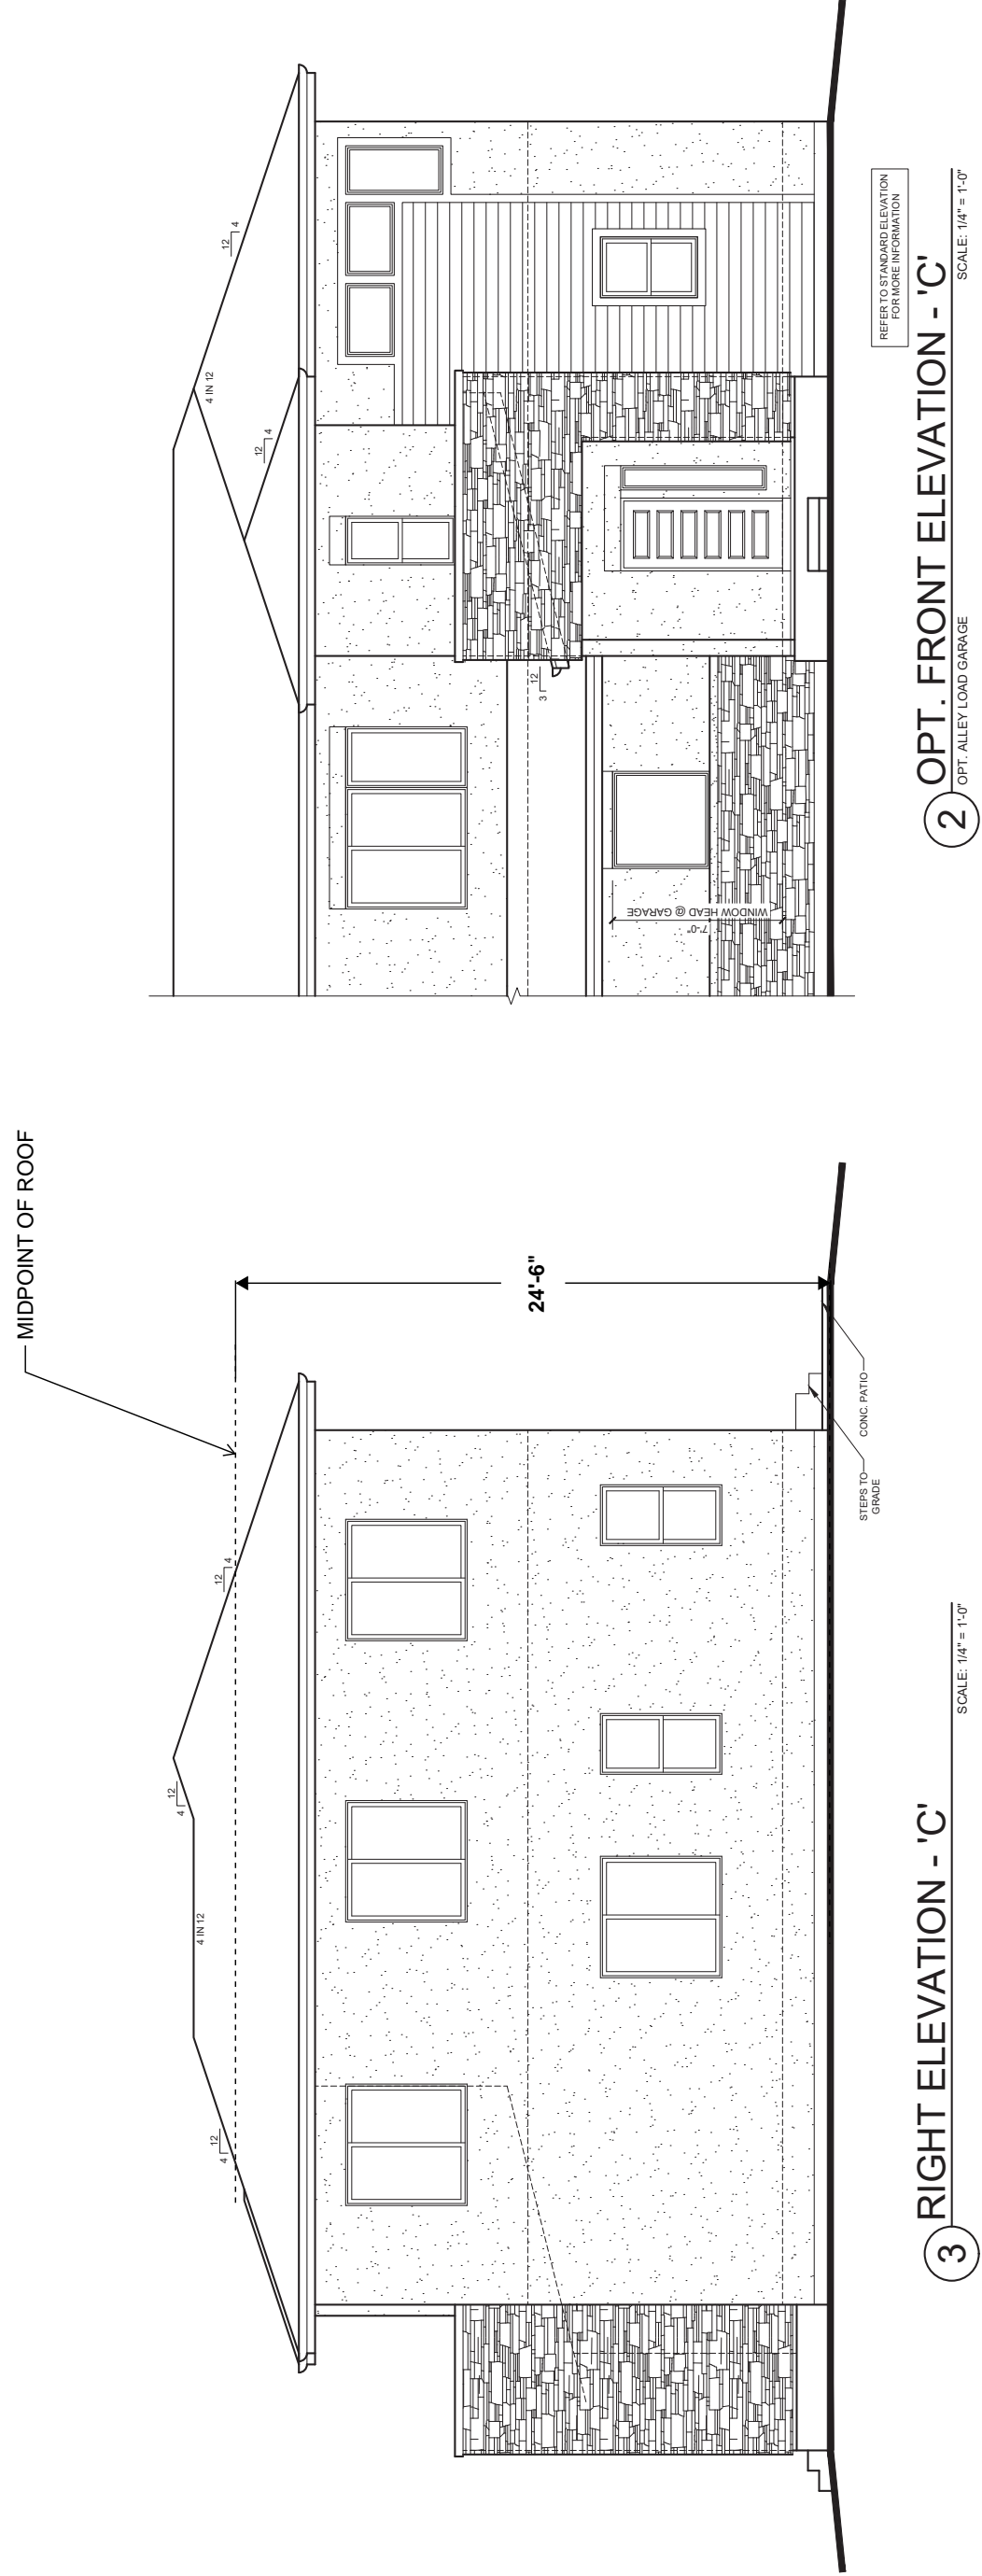 MIDPOINT OF ROOF
12
4
4 IN 12
4
12
12
4
24'-6"
STEPS TO
GRADE
CONC. PATIO
3
RIGHT ELEVATION - 'C'
SCALE: 1/4" = 1'-0"
4 IN 12
12
4
12
4
12
3
7'-0"
WINDOW HEAD @ GARAGE
REFER TO STANDARD ELEVATION
FOR MORE INFORMATION
2
OPT. FRONT ELEVATION - 'C'
OPT. ALLEY LOAD GARAGE
SCALE: 1/4" = 1'-0"